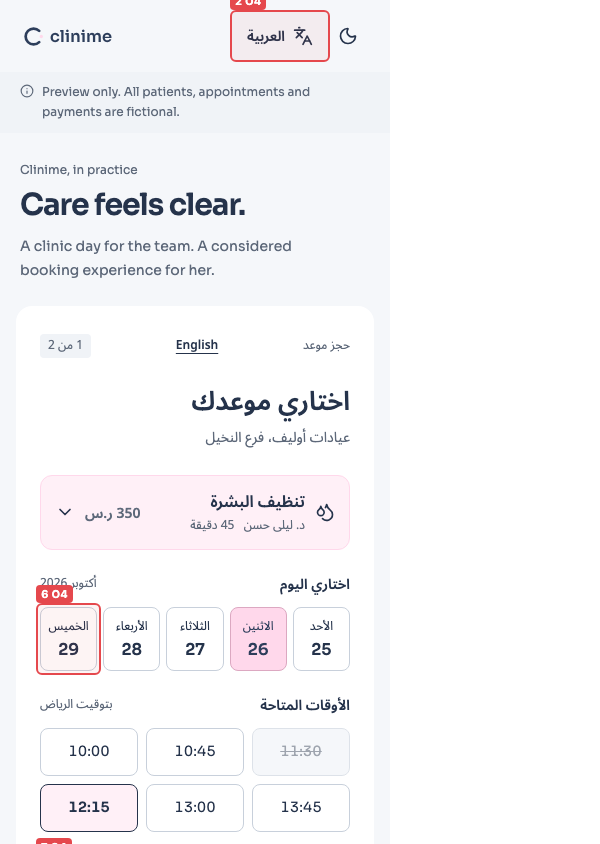 2 O4
clinime
العربية
Preview only. All patients, appointments and
payments are fictional.
Clinime, in practice
Care feels clear.
A clinic day for the team. A considered
booking experience for her.
حجز موعد
English
1 من 2
اختاري موعدك
عيادات أوليف، فرع النخيل
تنظيف البشرة
د. ليلى حسن 45 دقيقة
350 ر.س
اختاري اليوم
أكتوبر 2026
6 O4
الأحد
25
الاثنين
26
الثلاثاء
27
الأربعاء
28
الخميس
29
الأوقات المتاحة
بتوقيت الرياض
11:30
10:45
10:00
13:45
13:00
12:15